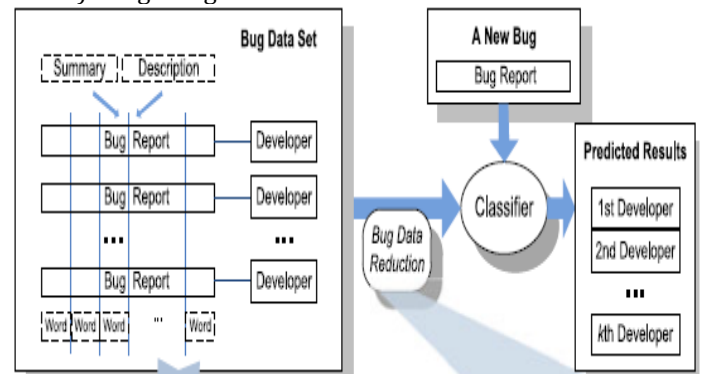 Bug Data Set
Summary Description
Bug Report Developer
Bug Report Developer
... ...
Bug Report Developer
Word Word Word ... Word
A New Bug
Bug Report
Classifier
Bug Data
Reduction
Predicted Results
1st Developer
2nd Developer
...
kth Developer